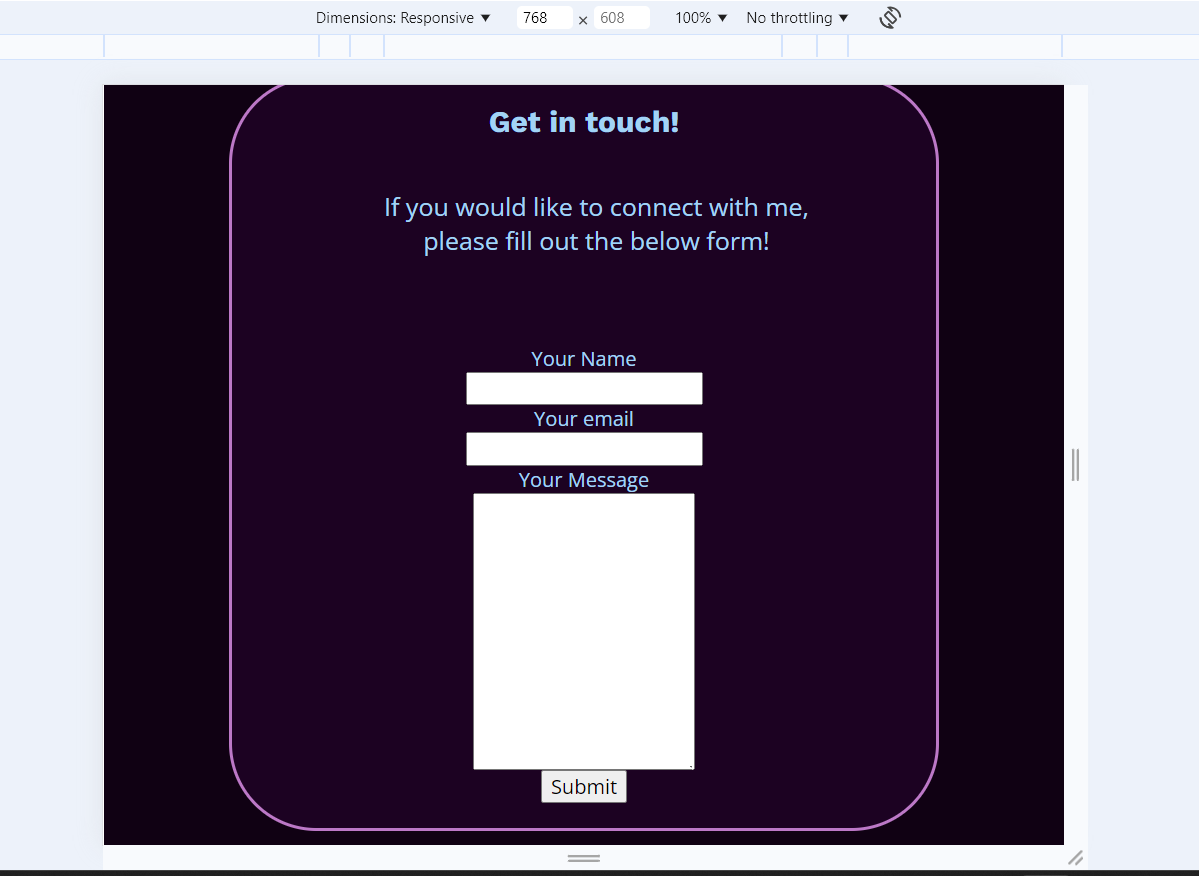 Dimensions: Responsive ▼ 768 × 608 100% ▼ No throttling ▼
Get in touch!
If you would like to connect with me,
please fill out the below form!
Your Name
Your email
Your Message
Submit